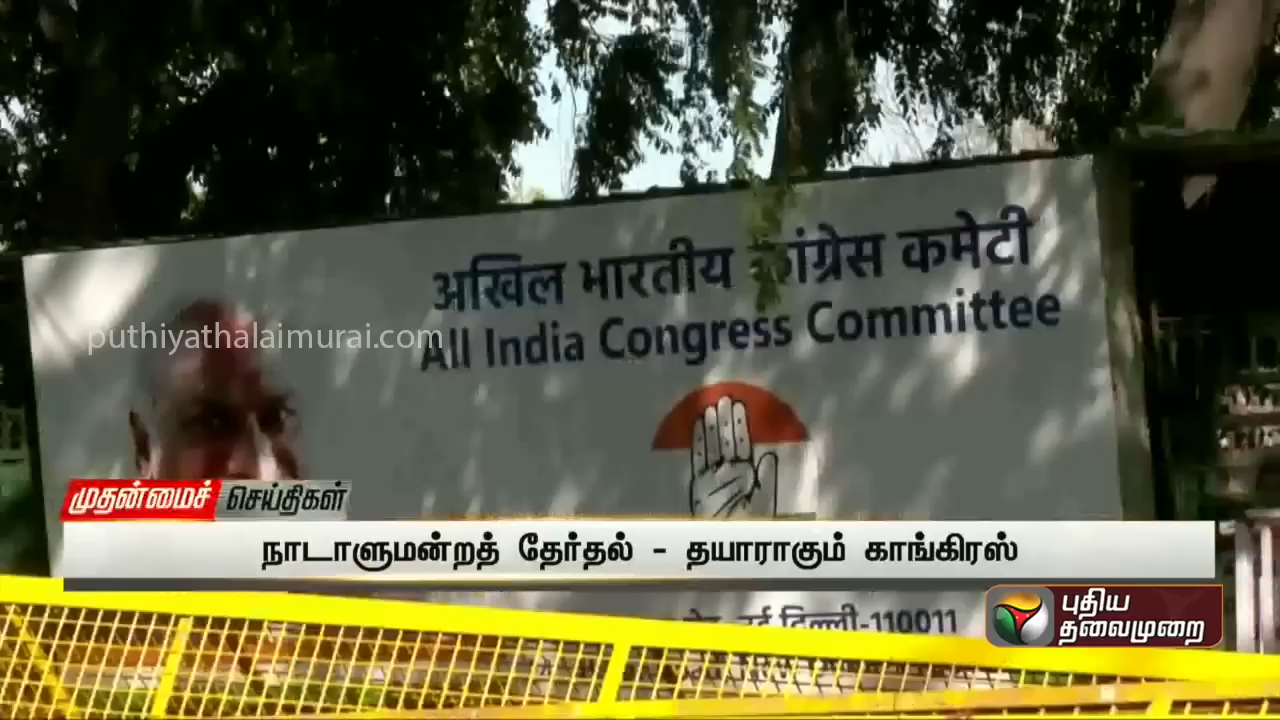 अखिल भारतीय कांग्रेस कमेटी
All India Congress Committee
puthiyathalaimurai.com
முதன்மைச் செய்திகள்
நாடாளுமன்றத் தேர்தல் - தயாராகும் காங்கிரஸ்
दिल्ली-110011
புதிய
தலைமுறை